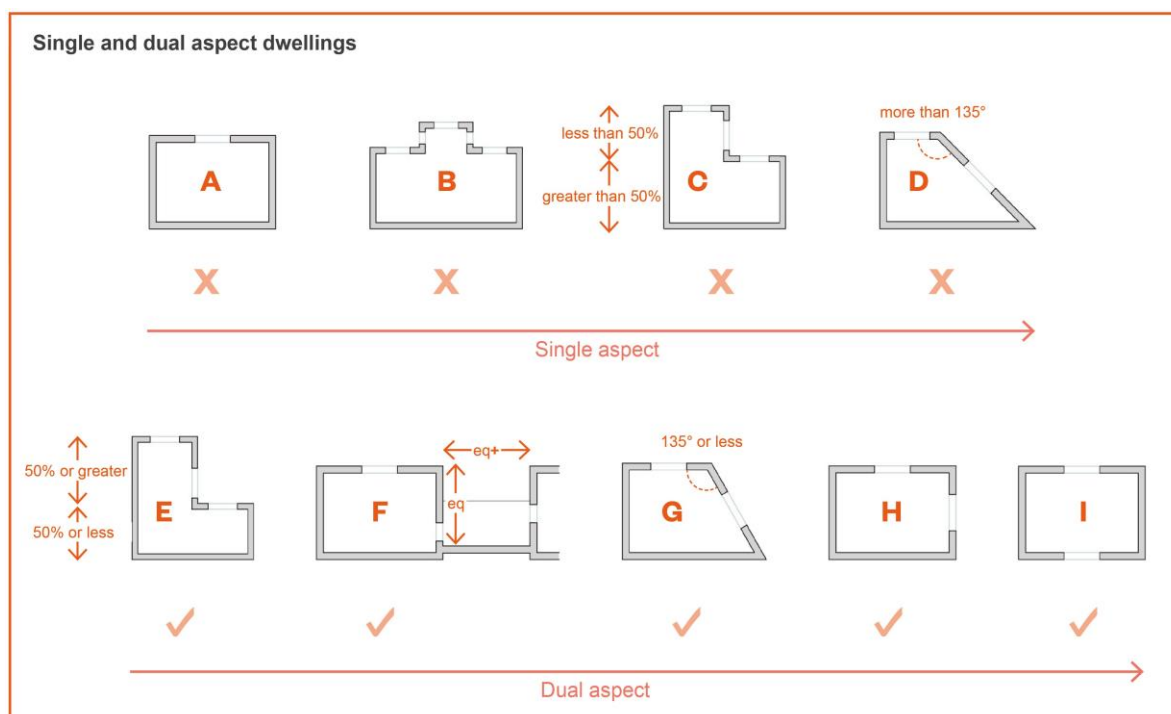 Single and dual aspect dwellings
more than 135°
less than 50%
greater than 50%
A
B
C
D
X
X
X
X
Single aspect
135° or less
50% or greater
eq+
eq
50% or less
E
F
G
H
I
Dual aspect